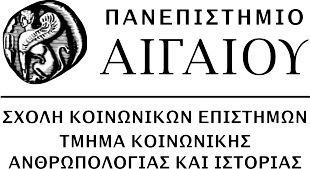 ΠΑΝΕΠΙΣΤΗΜΙΟ
ΑΙΓΑΙΟΥ
ΣΧΟΛΗ ΚΟΙΝΩΝΙΚΩΝ ΕΠΙΣΤΗΜΩΝ
ΤΜΗΜΑ ΚΟΙΝΩΝΙΚΗΣ
ΑΝΘΡΩΠΟΛΟΓΙΑΣ ΚΑΙ ΙΣΤΟΡΙΑΣ